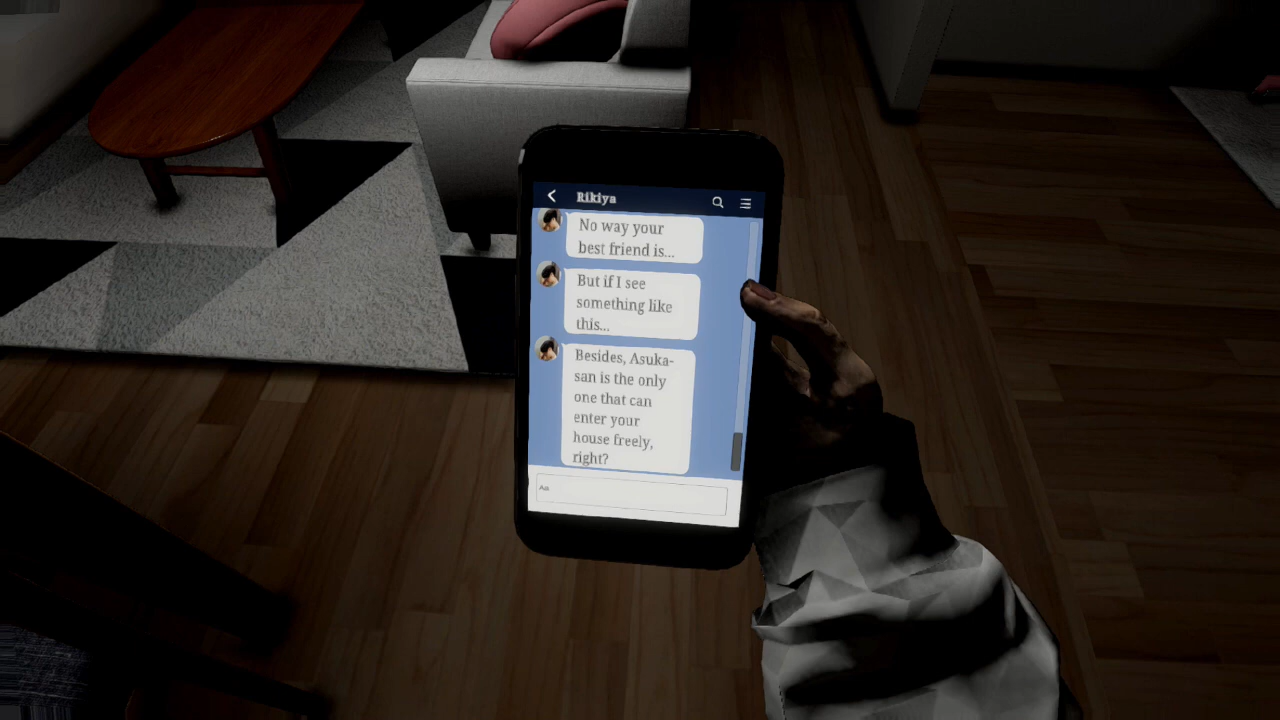 Rikiya
No way your
best friend is...
But if I see
something like
this...
Besides, Asuka-
san is the only
one that can
enter your
house freely,
right?
Aa